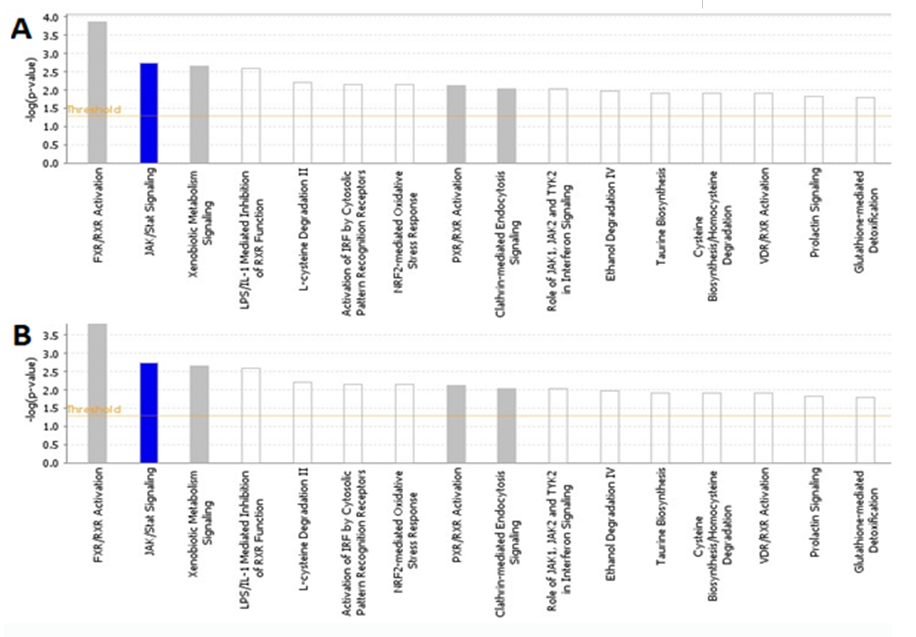 A
4.0
3.5
3.0
2.5
2.0
1.5
1.0
0.5
0.0
-log(p-value)
Threshold
FXR/RXR Activation
JAK/Stat Signaling
Xenobiotic Metabolism
Signaling
LPS/IL-1 Mediated Inhibition
of RXR Function
L-cysteine Degradation II
Activation of IRF by Cytosolic
Pattern Recognition Receptors
NRF2-mediated Oxidative
Stress Response
PXR/RXR Activation
Clathrin-mediated Endocytosis
Signaling
Role of JAK1, JAK2 and TYK2
in Interferon Signaling
Ethanol Degradation IV
Taurine Biosynthesis
Cysteine
Biosynthesis/Homocysteine
Degradation
VDR/RXR Activation
Prolactin Signaling
Glutathione-mediated
Detoxification
B
3.5
3.0
2.5
2.0
1.5
1.0
0.5
0.0
-log(p-value)
Threshold
FXR/RXR Activation
JAK/Stat Signaling
Xenobiotic Metabolism
Signaling
LPS/IL-1 Mediated Inhibition
of RXR Function
L-cysteine Degradation II
Activation of IRF by Cytosolic
Pattern Recognition Receptors
NRF2-mediated Oxidative
Stress Response
PXR/RXR Activation
Clathrin-mediated Endocytosis
Signaling
Role of JAK1, JAK2 and TYK2
in Interferon Signaling
Ethanol Degradation IV
Taurine Biosynthesis
Cysteine
Biosynthesis/Homocysteine
Degradation
VDR/RXR Activation
Prolactin Signaling
Glutathione-mediated
Detoxification